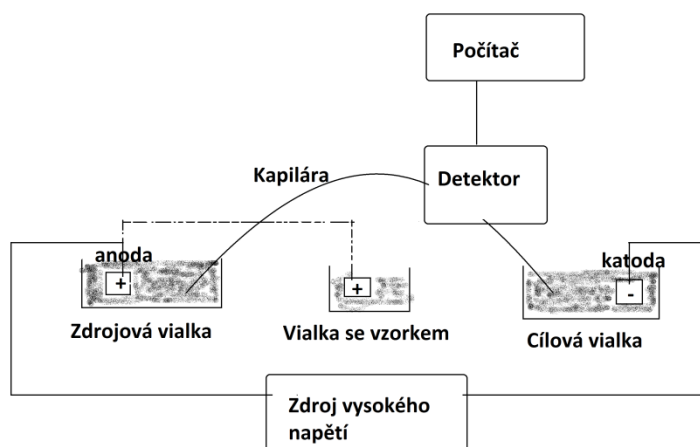 Počítač
Detektor
Kapilára
anoda
+
+
katoda
-
Zdrojová vialka
Vialka se vzorkem
Cílová vialka
Zdroj vysokého
napětí